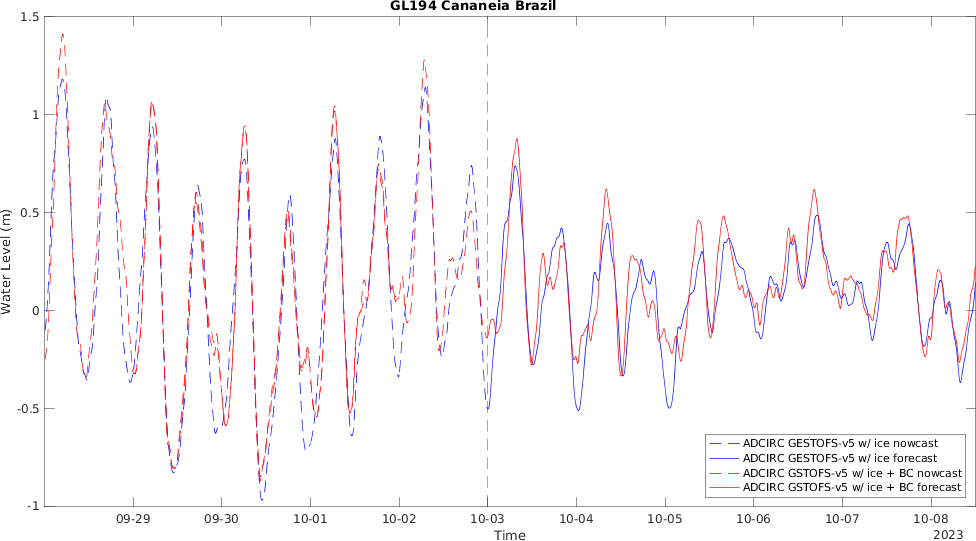 GL194 Cananeia Brazil
1.5
1
0.5
0
-0.5
-1
Water Level (m)
09-29 09-30 10-01 10-02 10-03 10-04 10-05 10-06 10-07 10-08
Time
2023
ADCIRC GESTOFS-v5 w/ ice nowcast
ADCIRC GESTOFS-v5 w/ ice forecast
ADCIRC GSTOFS-v5 w/ ice + BC nowcast
ADCIRC GSTOFS-v5 w/ ice + BC forecast